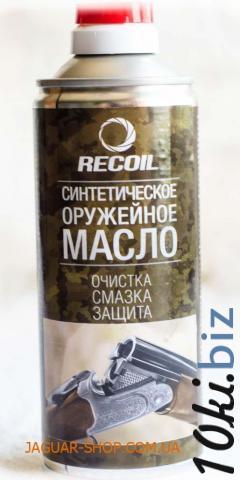 RECOIL
СИНТЕТИЧЕСКОЕ
ОРУЖЕЙНОЕ
МАСЛО
ОЧИСТКА
СМАЗКА
ЗАЩИТА
JAGUAR-SHOP.COM.UA
10ki.biz